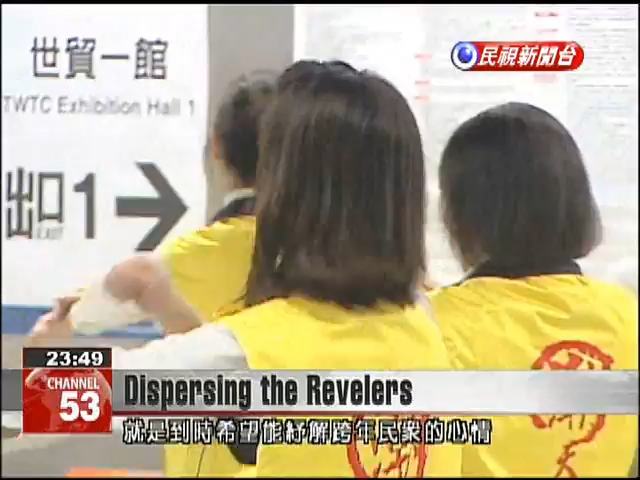 世貿一館
TWTC Exhibition Hall 1
出口1
EXIT
民視新聞台
23:49
CHANNEL
53
Dispersing the Revelers
就是到時希望能紓解跨年民眾的心情
天